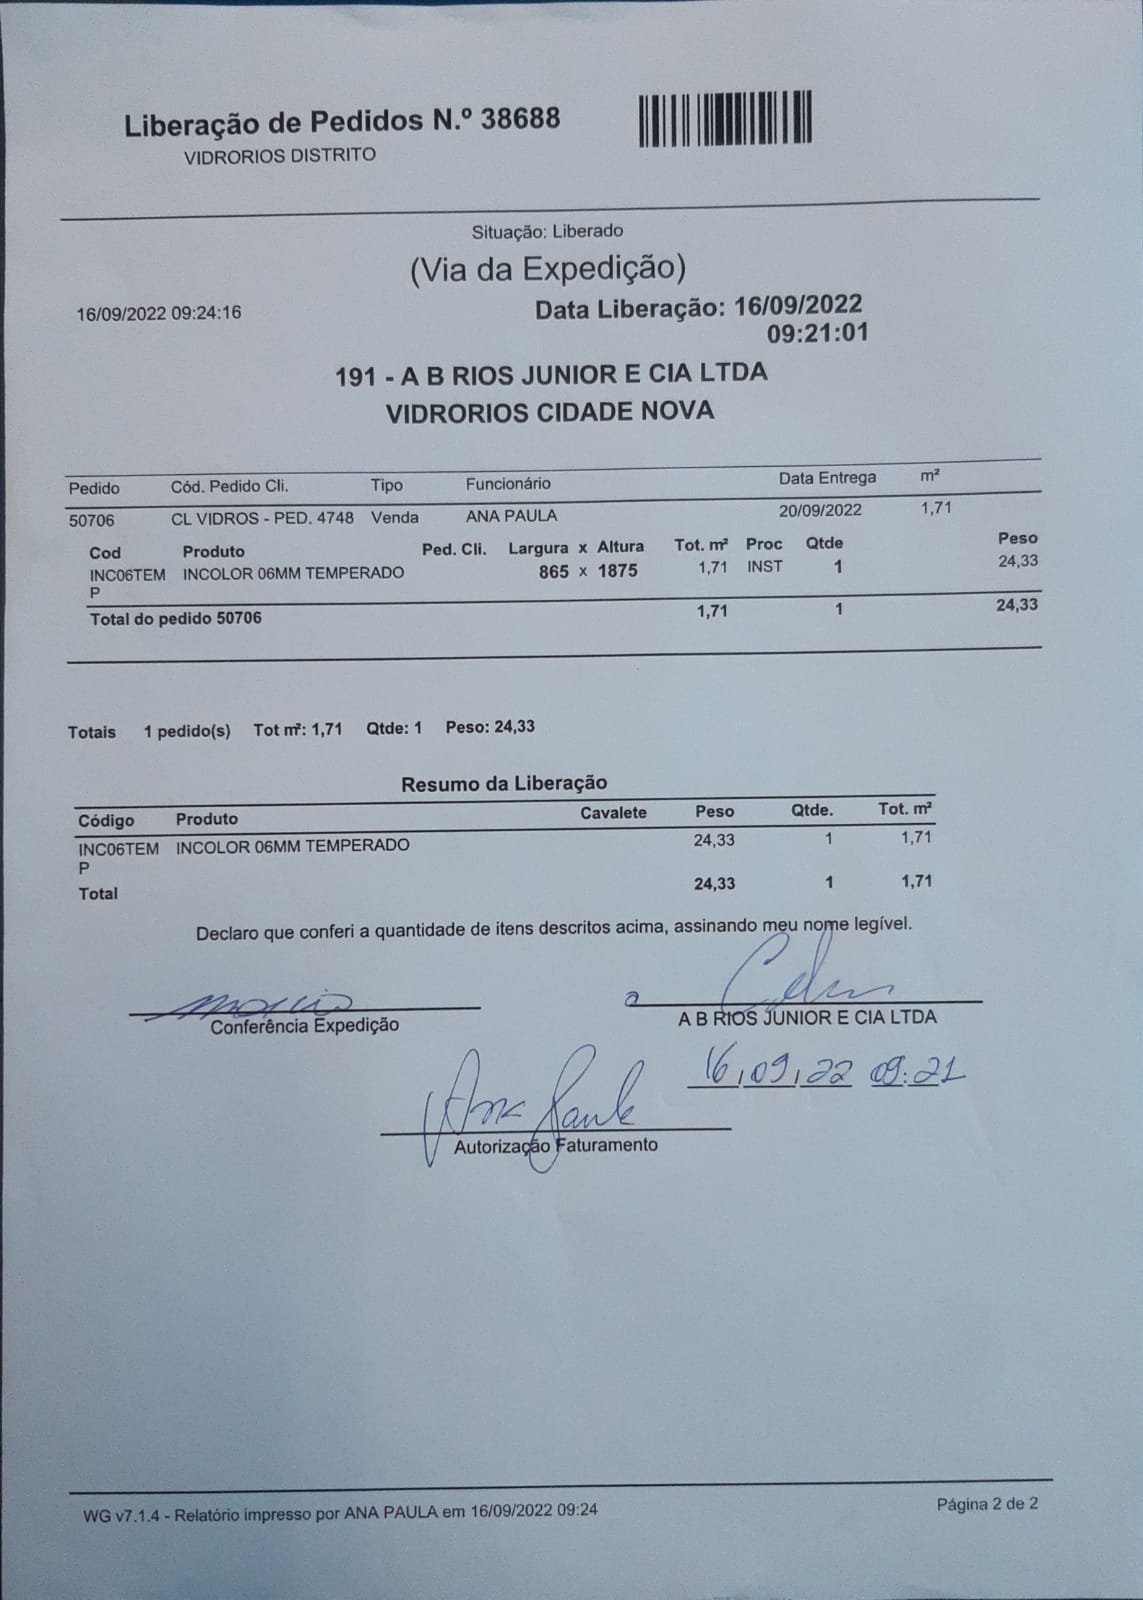 Liberação de Pedidos N.º 38688
VIDRORIOS DISTRITO
Situação: Liberado
(Via da Expedição)
16/09/2022 09:24:16
Data Liberação: 16/09/2022
09:21:01
191 - A B RIOS JUNIOR E CIA LTDA
VIDRORIOS CIDADE NOVA
Pedido Cód. Pedido Cli. Tipo Funcionário Data Entrega m²
50706 CL VIDROS - PED. 4748 Venda ANA PAULA 20/09/2022 1,71
Cod Produto Ped. Cli. Largura x Altura Tot. m² Proc Qtde Peso
INC06TEM INCOLOR 06MM TEMPERADO 865 x 1875 1,71 INST 1 24,33
P
Total do pedido 50706 1,71 1 24,33
Totais 1 pedido(s) Tot m²: 1,71 Qtde: 1 Peso: 24,33
Resumo da Liberação
Código Produto Cavalete Peso Qtde. Tot. m²
INC06TEM INCOLOR 06MM TEMPERADO 24,33 1 1,71
P
Total 24,33 1 1,71
Declaro que conferi a quantidade de itens descritos acima, assinando meu nome legível.
Conferência Expedição
A B RIOS JUNIOR E CIA LTDA
16,09,22 09:21
Ana Paula
Autorização Faturamento
WG v7.1.4 - Relatório impresso por ANA PAULA em 16/09/2022 09:24
Página 2 de 2